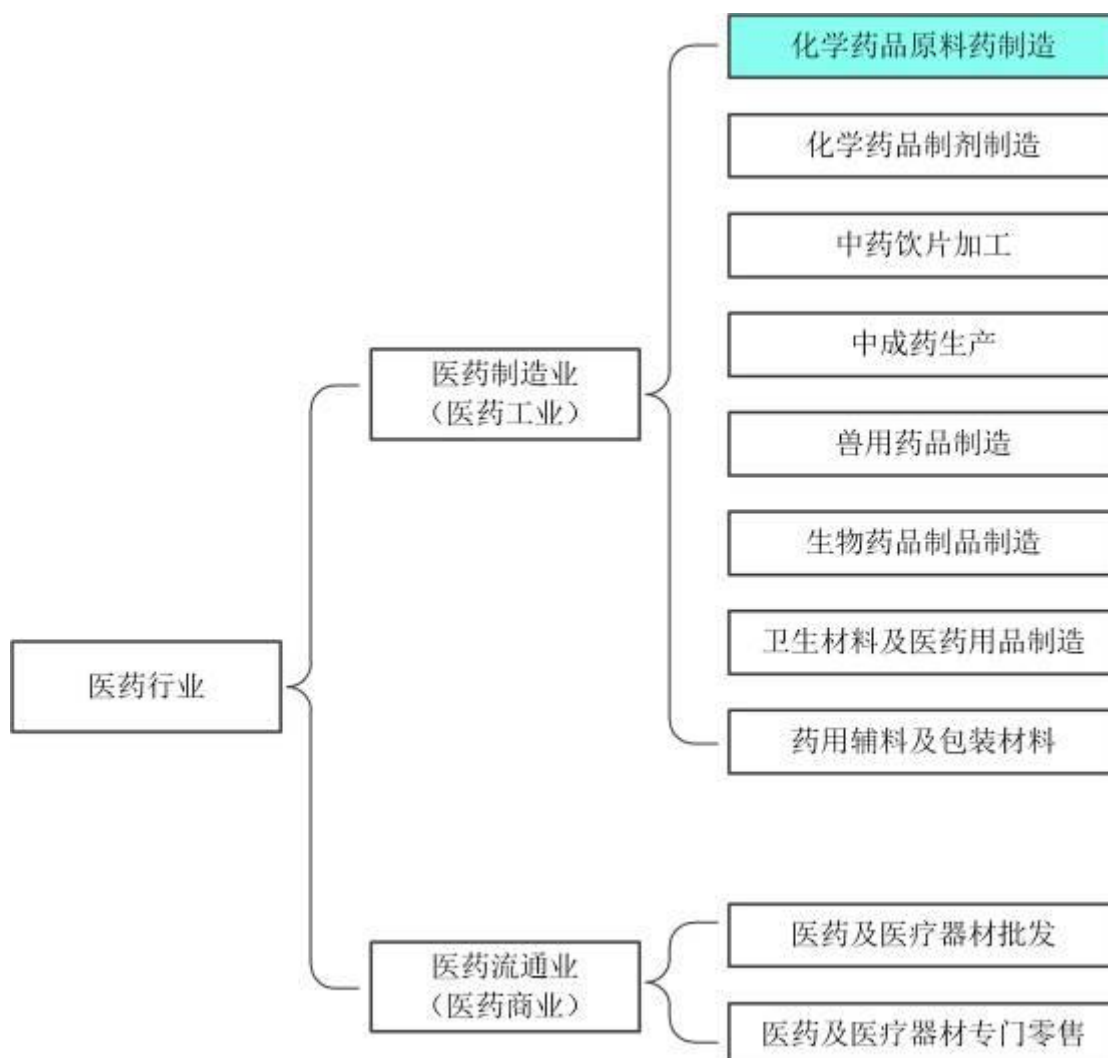 化学药品原料药制造
化学药品制剂制造
中药饮片加工
中成药生产
医药制造业
（医药工业）
兽用药品制造
生物药品制品制造
卫生材料及医药用品制造
医药行业
药用辅料及包装材料
医药及医疗器材批发
医药流通业
（医药商业）
医药及医疗器材专门零售